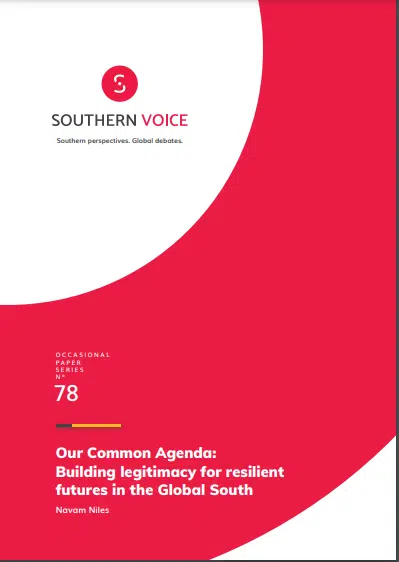 S
SOUTHERN VOICE
Southern perspectives. Global debates.
OCCASIONAL
PAPER
SERIES
Nº
78
Our Common Agenda:
Building legitimacy for resilient
futures in the Global South
Navam Niles